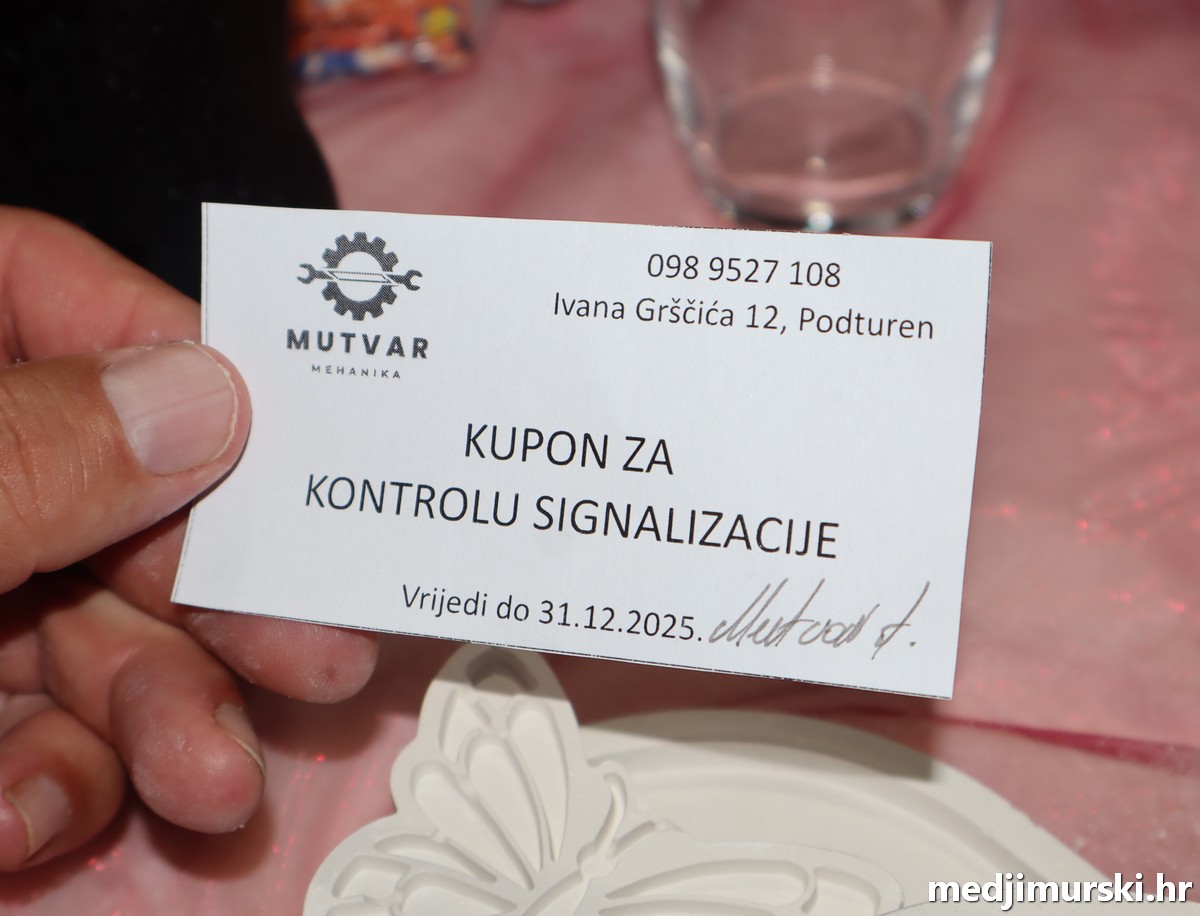 098 9527 108
Ivana Grščića 12, Podturen
MUTVAR
MEHANIKA
KUPON ZA
KONTROLU SIGNALIZACIJE
Vrijedi do 31.12.2025.
medjimurski.hr